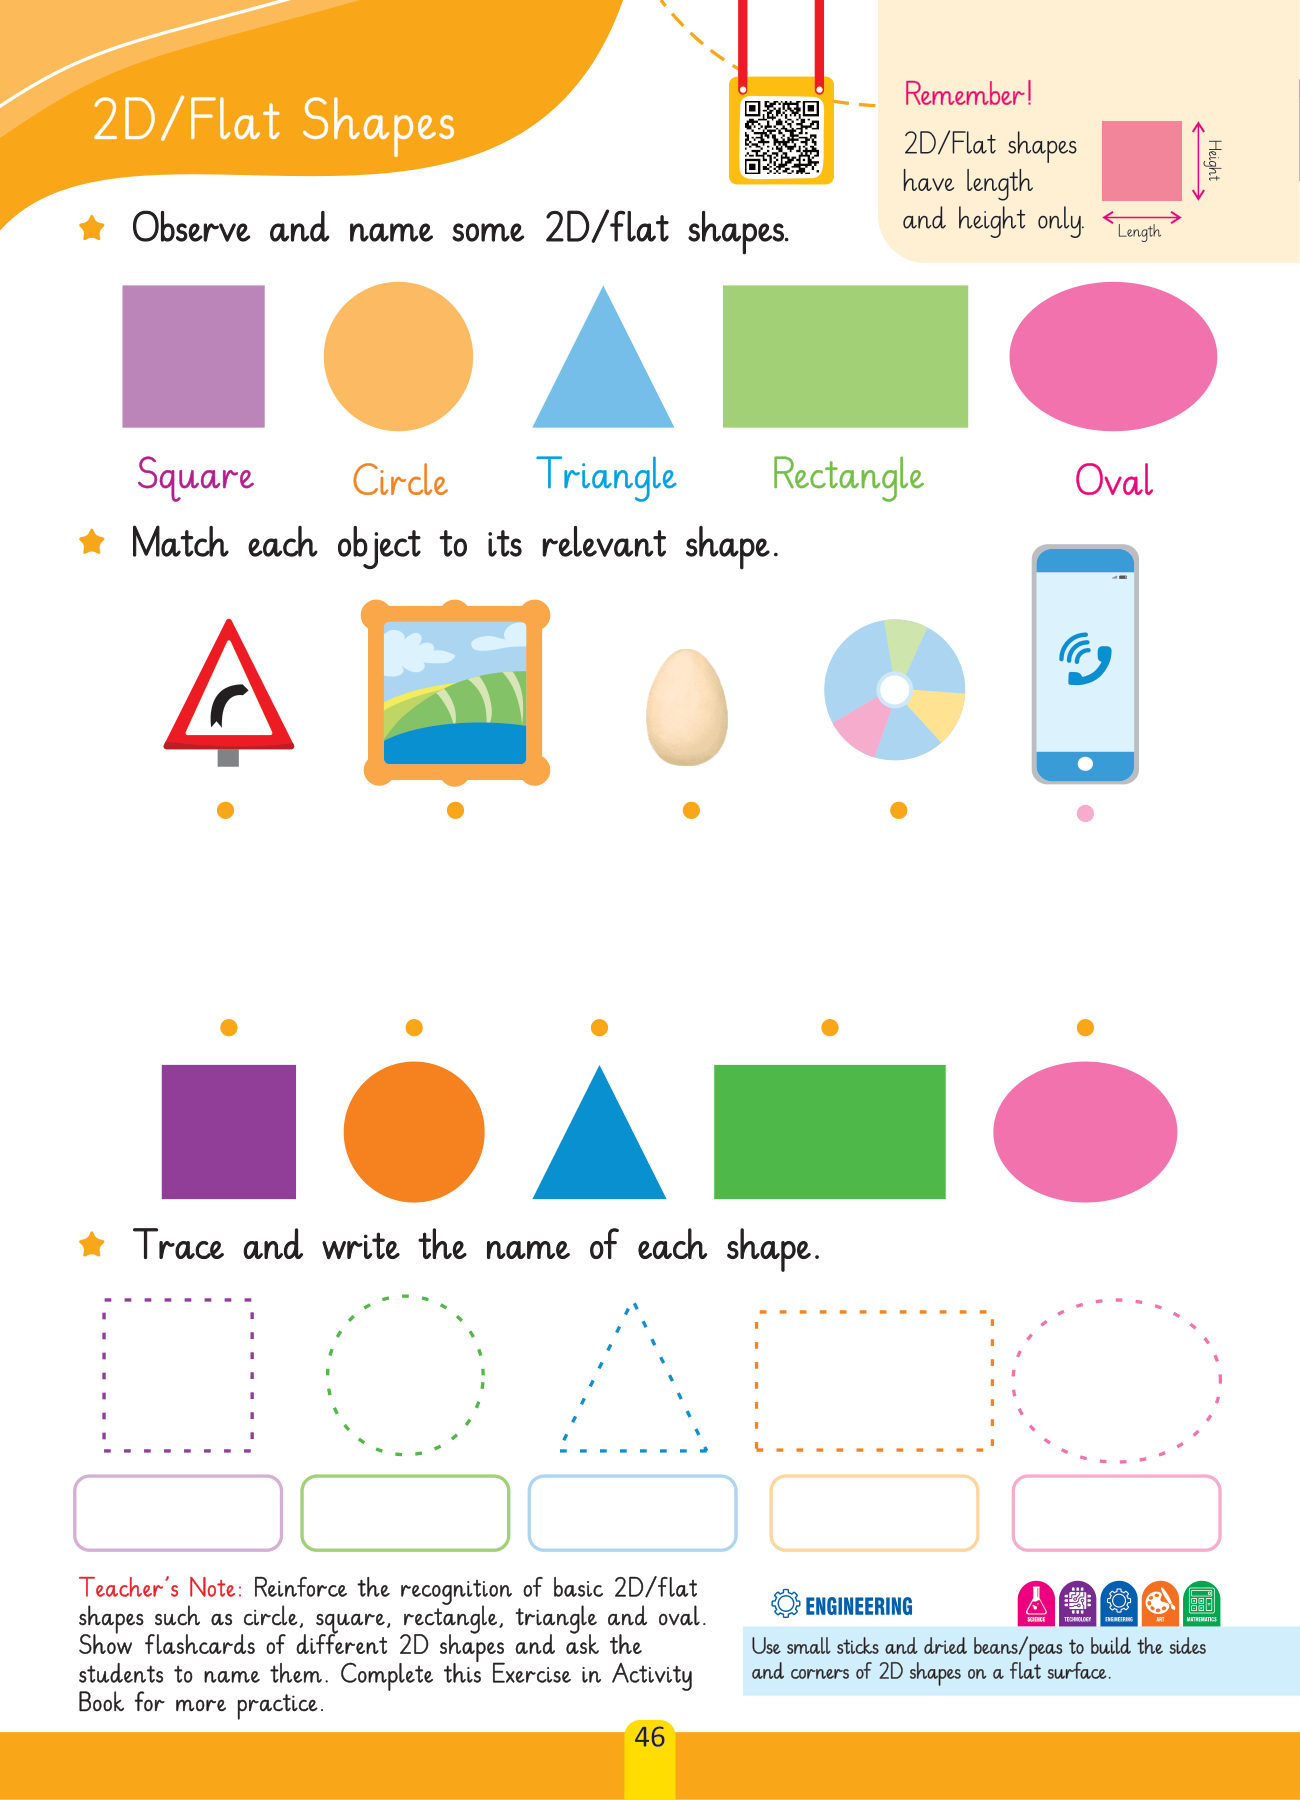 2D/Flat Shapes
Remember!
2D/Flat shapes
have length
and height only.
Height
Length
Observe and name some 2D/flat shapes.
Square
Circle
Triangle
Rectangle
Oval
Match each object to its relevant shape.
Trace and write the name of each shape.
Teacher's Note: Reinforce the recognition of basic 2D/flat
shapes such as circle, square, rectangle, triangle and oval.
Show flashcards of different 2D shapes and ask the
students to name them. Complete this Exercise in Activity
Book for more practice.
ENGINEERING
SCIENCE
TECHNOLOGY
ENGINEERING
ART
MATHEMATICS
Use small sticks and dried beans/peas to build the sides
and corners of 2D shapes on a flat surface.
46